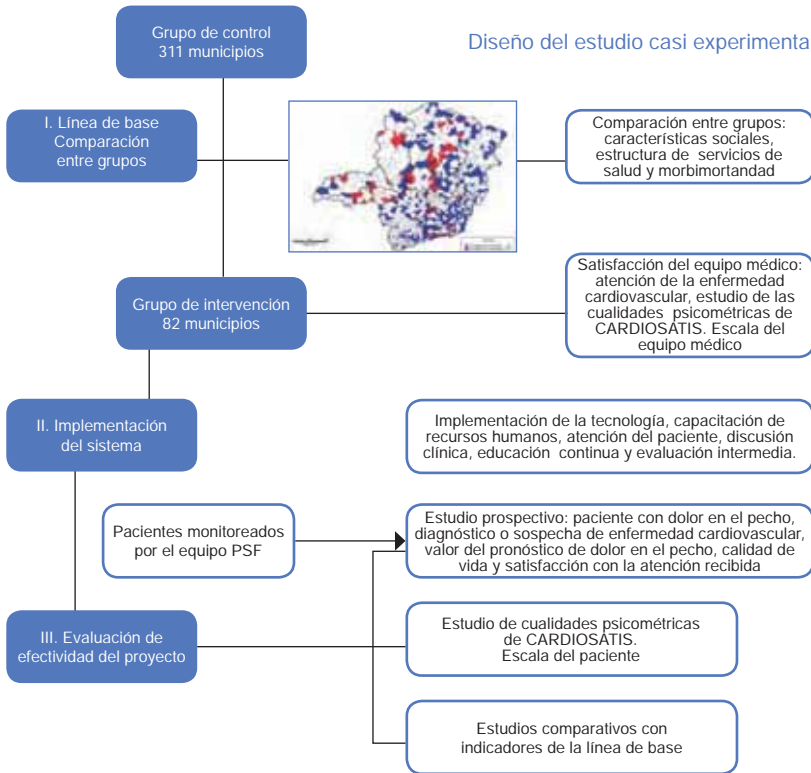 Diseño del estudio casi experimenta
Grupo de control
311 municipios
I. Línea de base
Comparación
entre grupos
Comparación entre grupos:
características sociales,
estructura de servicios de
salud y morbimortandad
Grupo de intervención
82 municipios
Satisfacción del equipo médico:
atención de la enfermedad
cardiovascular, estudio de las
cualidades psicométricas de
CARDIOSATIS. Escala del
equipo médico
II. Implementación
del sistema
Implementación de la tecnología, capacitación de
recursos humanos, atención del paciente, discusión
clínica, educación continua y evaluación intermedia.
Pacientes monitoreados
por el equipo PSF
Estudio prospectivo: paciente con dolor en el pecho,
diagnóstico o sospecha de enfermedad cardiovascular,
valor del pronóstico de dolor en el pecho, calidad de
vida y satisfacción con la atención recibida
III. Evaluación de
efectividad del proyecto
Estudio de cualidades psicométricas
de CARDIOSATIS.
Escala del paciente
Estudios comparativos con
indicadores de la línea de base